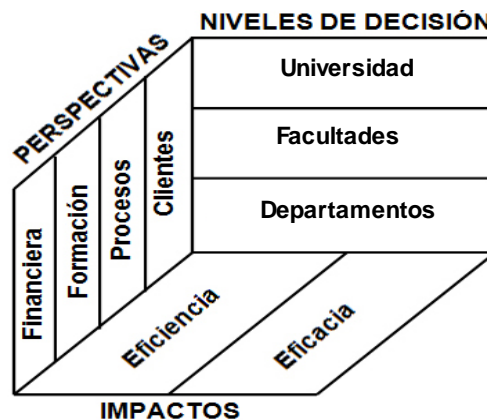 NIVELES DE DECISIÓN
PERSPECTIVAS
Universidad
Facultades
Departamentos
Financiera
Formación
Procesos
Clientes
Eficiencia
Eficacia
IMPACTOS